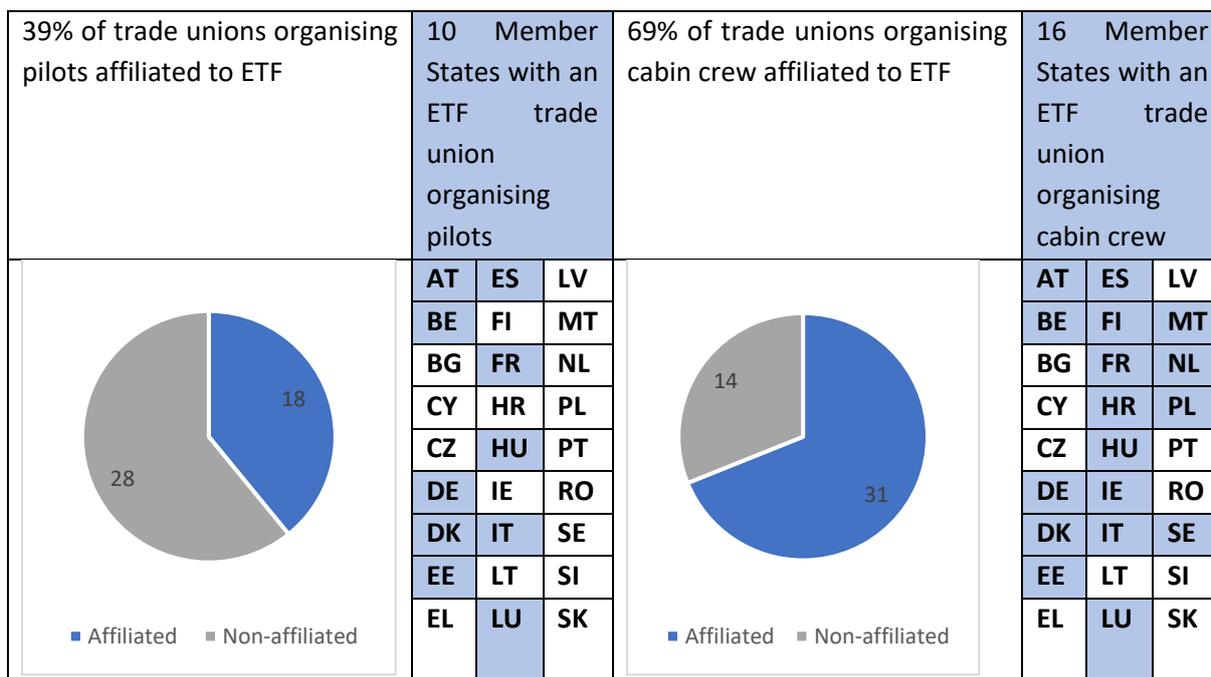 39% of trade unions organising
pilots affiliated to ETF
10 Member
States with an
ETF trade
union
organising
pilots
69% of trade unions organising
cabin crew affiliated to ETF
16 Member
States with an
ETF trade
union
organising
cabin crew
18
28
Affiliated Non-affiliated
AT ES LV
BE FI MT
BG FR NL
CY HR PL
CZ HU PT
DE IE RO
DK IT SE
EE LT SI
EL LU SK
14
31
Affiliated Non-affiliated
AT ES LV
BE FI MT
BG FR NL
CY HR PL
CZ HU PT
DE IE RO
DK IT SE
EE LT SI
EL LU SK